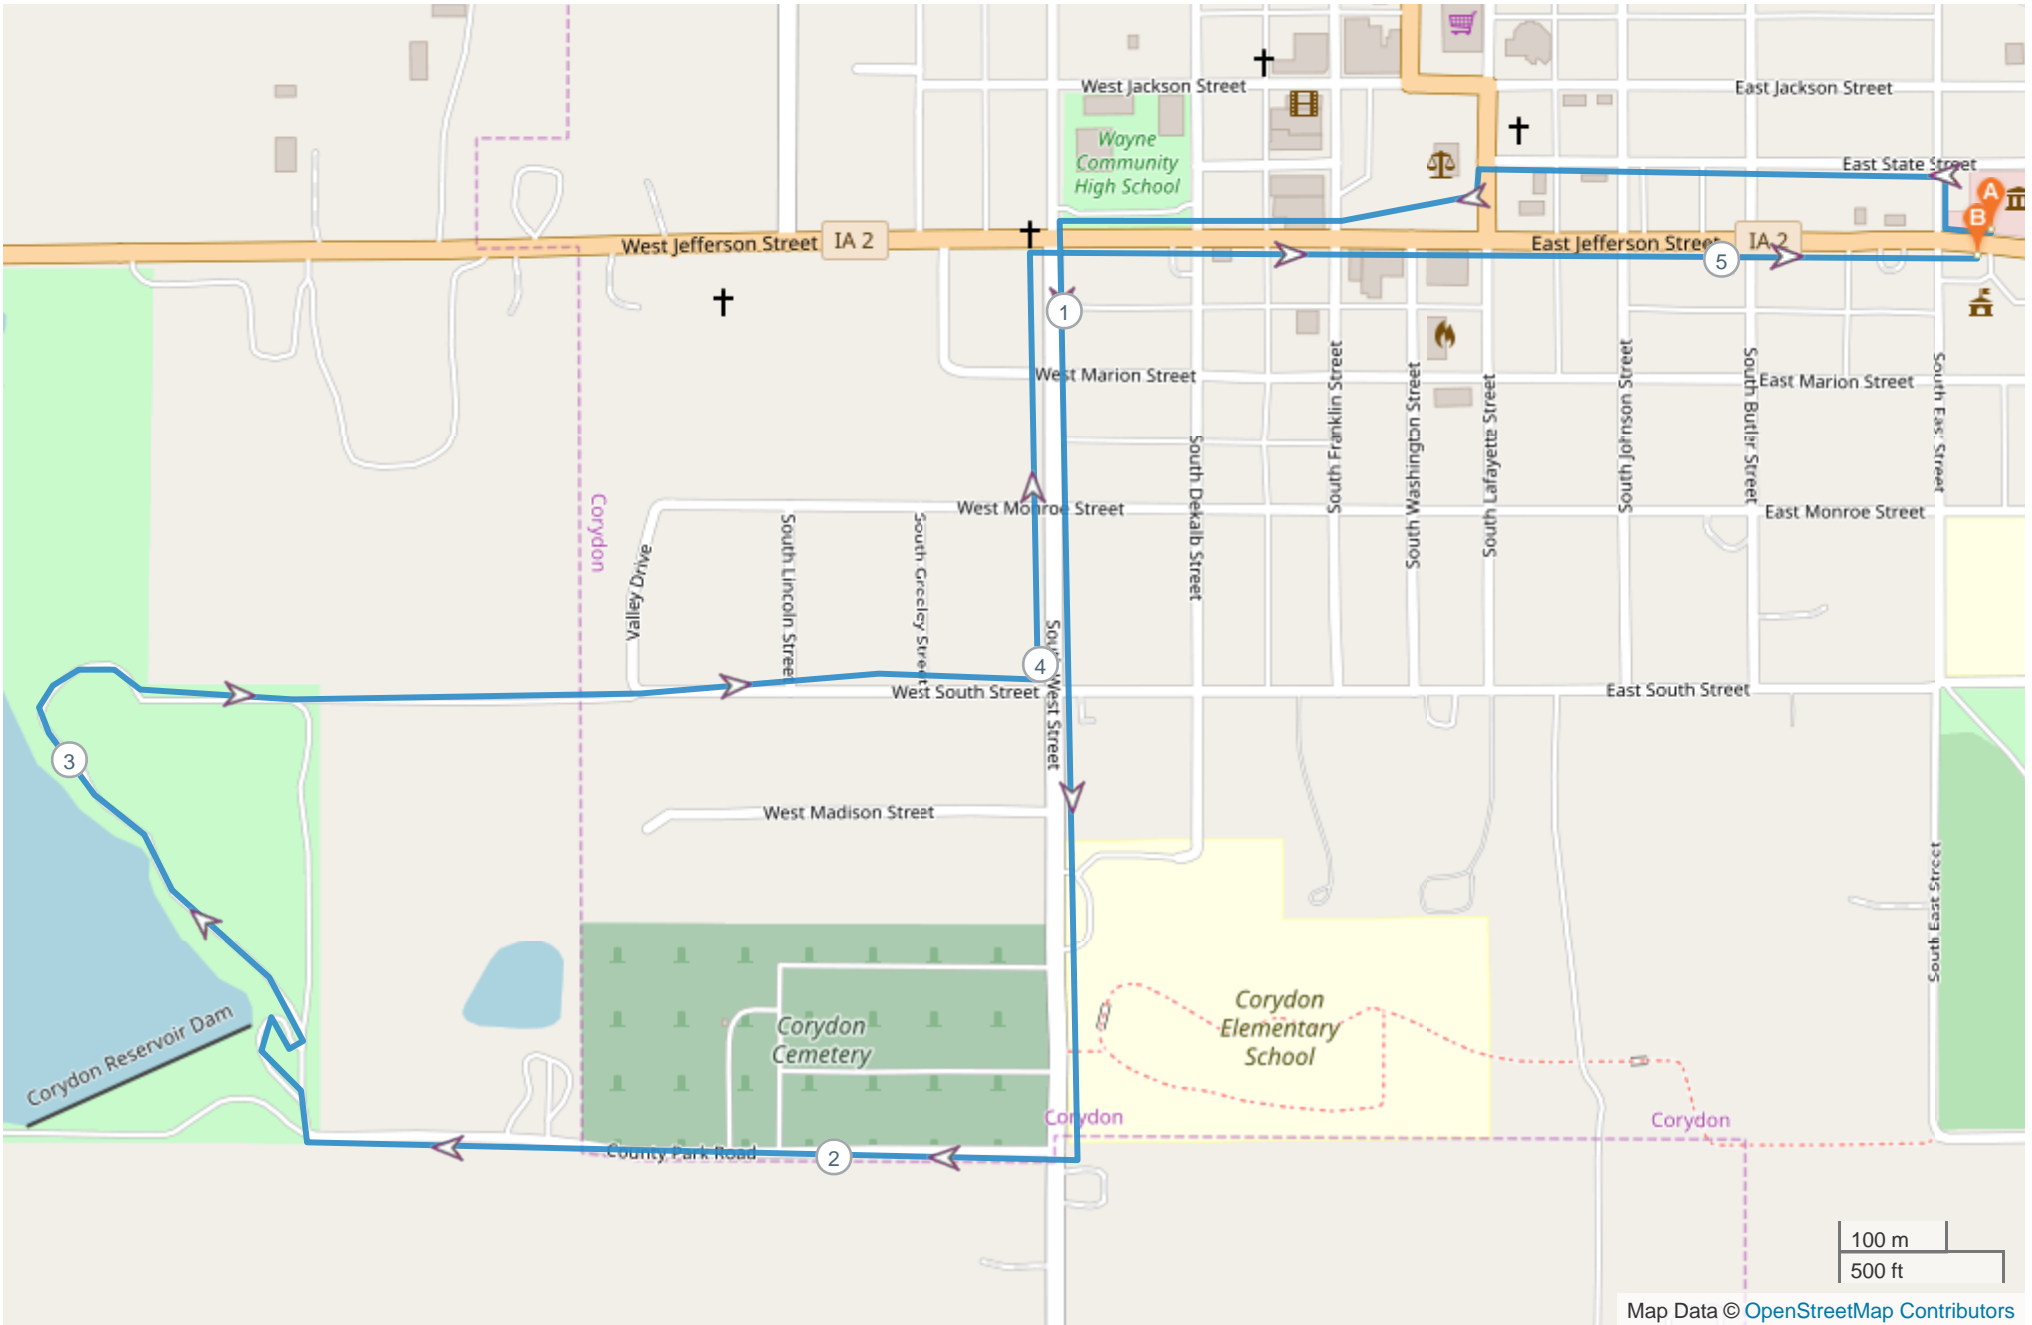 West Jackson Street
East Jackson Street
Wayne
Community
High School
East State Street
A
B
West Jefferson Street
IA 2
East Jefferson Street
IA 2
5
1
West Marion Street
East Marion Street
South Franklin Street
South Washington Street
South Lafayette Street
South Johnson Street
South Butler Street
South East Street
South Dekalb Street
Corydon
West Monroe Street
East Monroe Street
Valley Drive
South Lincoln Street
South Greeley Street
4
West South Street
South West Street
East South Street
3
West Madison Street
South East Street
Corydon Reservoir Dam
Corydon
Cemetery
Corydon
Elementary
School
Corydon
Corydon
County Park Road
2
100 m
500 ft
Map Data © OpenStreetMap Contributors